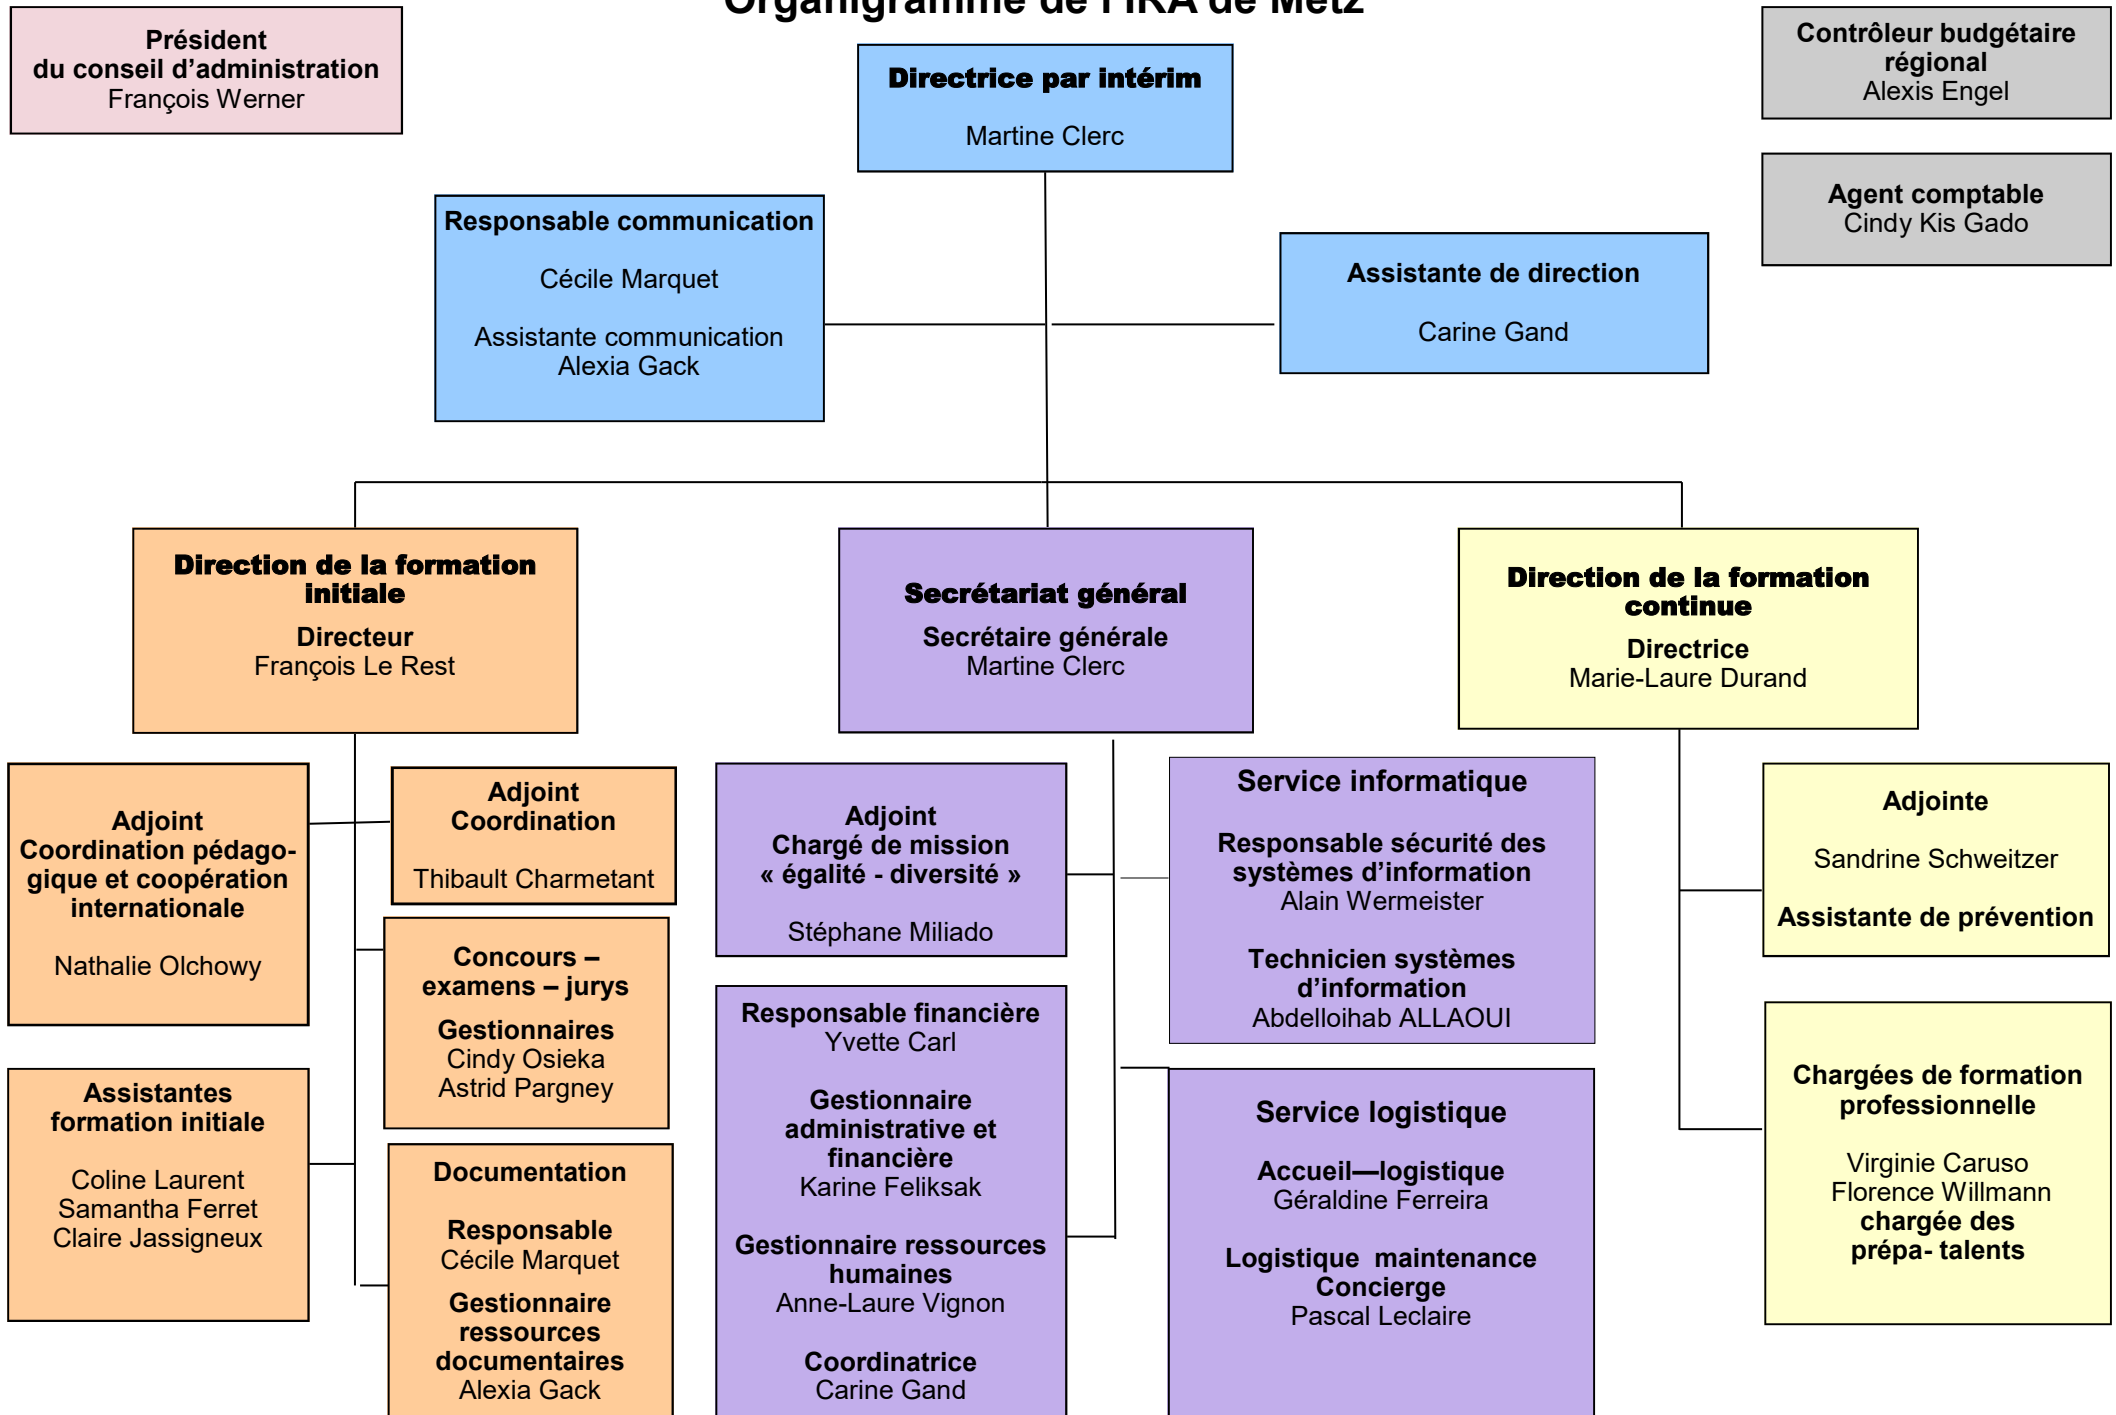 Organigramme de l'IRA de Metz
Président
du conseil d'administration
François Werner
Directrice par intérim
Martine Clerc
Contrôleur budgétaire
régional
Alexis Engel
Agent comptable
Cindy Kis Gado
Responsable communication
Cécile Marquet
Assistante communication
Alexia Gack
Assistante de direction
Carine Gand
Direction de la formation
initiale
Directeur
François Le Rest
Secrétariat général
Secrétaire générale
Martine Clerc
Direction de la formation
continue
Directrice
Marie-Laure Durand
Adjoint
Coordination pédago-
gique et coopération
internationale
Nathalie Olchowy
Adjoint
Coordination
Thibault Charmetant
Concours –
examens – jurys
Gestionnaires
Cindy Osieka
Astrid Pargney
Assistantes
formation initiale
Coline Laurent
Samantha Ferret
Claire Jassigneux
Documentation
Responsable
Cécile Marquet
Gestionnaire
ressources
documentaires
Alexia Gack
Adjoint
Chargé de mission
« égalité - diversité »
Stéphane Miliado
Responsable financière
Yvette Carl
Gestionnaire
administrative et
financière
Karine Feliksak
Gestionnaire ressources
humaines
Anne-Laure Vignon
Coordinatrice
Carine Gand
Service informatique
Responsable sécurité des
systèmes d'information
Alain Wermeister
Technicien systèmes
d'information
Abdelloihab ALLAOUI
Service logistique
Accueil—logistique
Géraldine Ferreira
Logistique  maintenance
Concierge
Pascal Leclaire
Adjointe
Sandrine Schweitzer
Assistante de prévention
Chargées de formation
professionnelle
Virginie Caruso
Florence Willmann
chargée des
prépa- talents